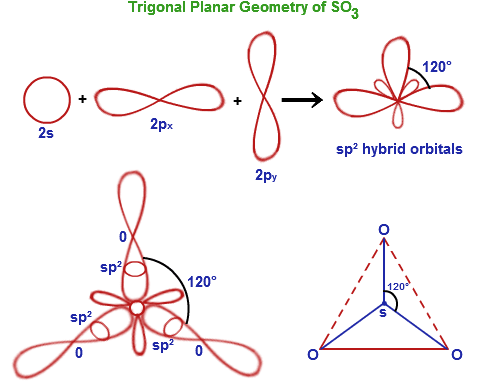 Trigonal Planar Geometry of SO₃
120°
+ +
2s
2pₓ
2pᵧ
sp² hybrid orbitals
0
sp²
120°
sp²
0
sp²
0
O
120°
s
O
O